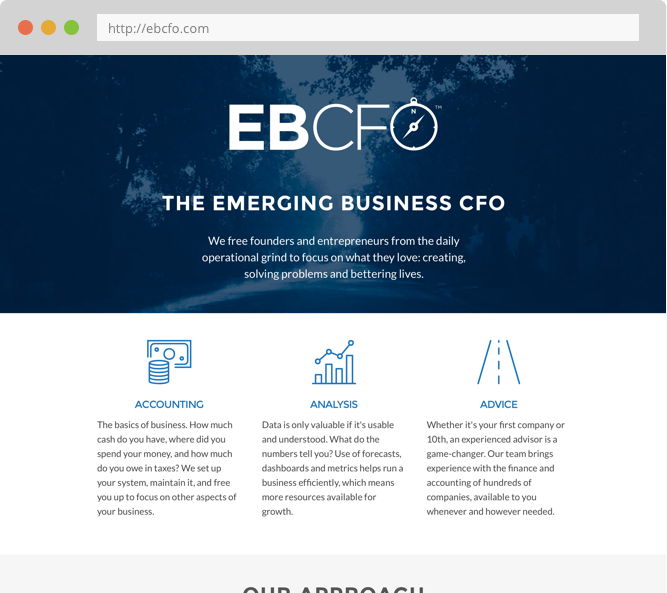 http://ebcfo.com
EBCFO™
N
THE EMERGING BUSINESS CFO
We free founders and entrepreneurs from the daily
operational grind to focus on what they love: creating,
solving problems and bettering lives.
ACCOUNTING
The basics of business. How much
cash do you have, where did you
spend your money, and how much
do you owe in taxes? We set up
your system, maintain it, and free
you up to focus on other aspects of
your business.
ANALYSIS
Data is only valuable if it's usable
and understood. What do the
numbers tell you? Use of forecasts,
dashboards and metrics helps run a
business efficiently, which means
more resources available for
growth.
ADVICE
Whether it's your first company or
10th, an experienced advisor is a
game-changer. Our team brings
experience with the finance and
accounting of hundreds of
companies, available to you
whenever and however needed.
OUR APPROACH